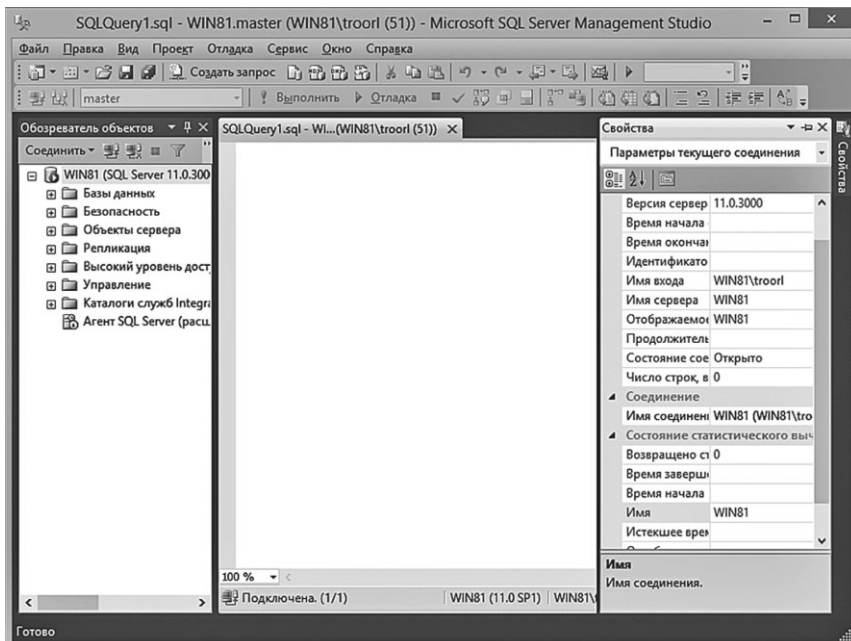 SQLQuery1.sql - WIN81.master (WIN81\troorl (51)) - Microsoft SQL Server Management Studio
Файл Правка Вид Проект Отладка Сервис Окно Справка
Создать запрос
master
Выполнить Отладка
Обозреватель объектов
Соединить
WIN81 (SQL Server 11.0.300
Базы данных
Безопасность
Объекты сервера
Репликация
Высокий уровень дост
Управление
Каталоги служб Integra
Агент SQL Server (расш
SQLQuery1.sql - WI...(WIN81\troorl (51))
100 %
Подключена. (1/1) WIN81 (11.0 SP1) WIN81\
Свойства
Параметры текущего соединения
Версия сервер 11.0.3000
Время начала
Время окончан
Идентификато
Имя входа WIN81\troorl
Имя сервера WIN81
Отображаемое WIN81
Продолжитель
Состояние сое Открыто
Число строк, в 0
Соединение
Имя соединени WIN81 (WIN81\tro
Состояние статистического выч
Возвращено ст 0
Время заверше
Время начала
Имя WIN81
Истекшее врем
Имя
Имя соединения.
Свойства
Готово